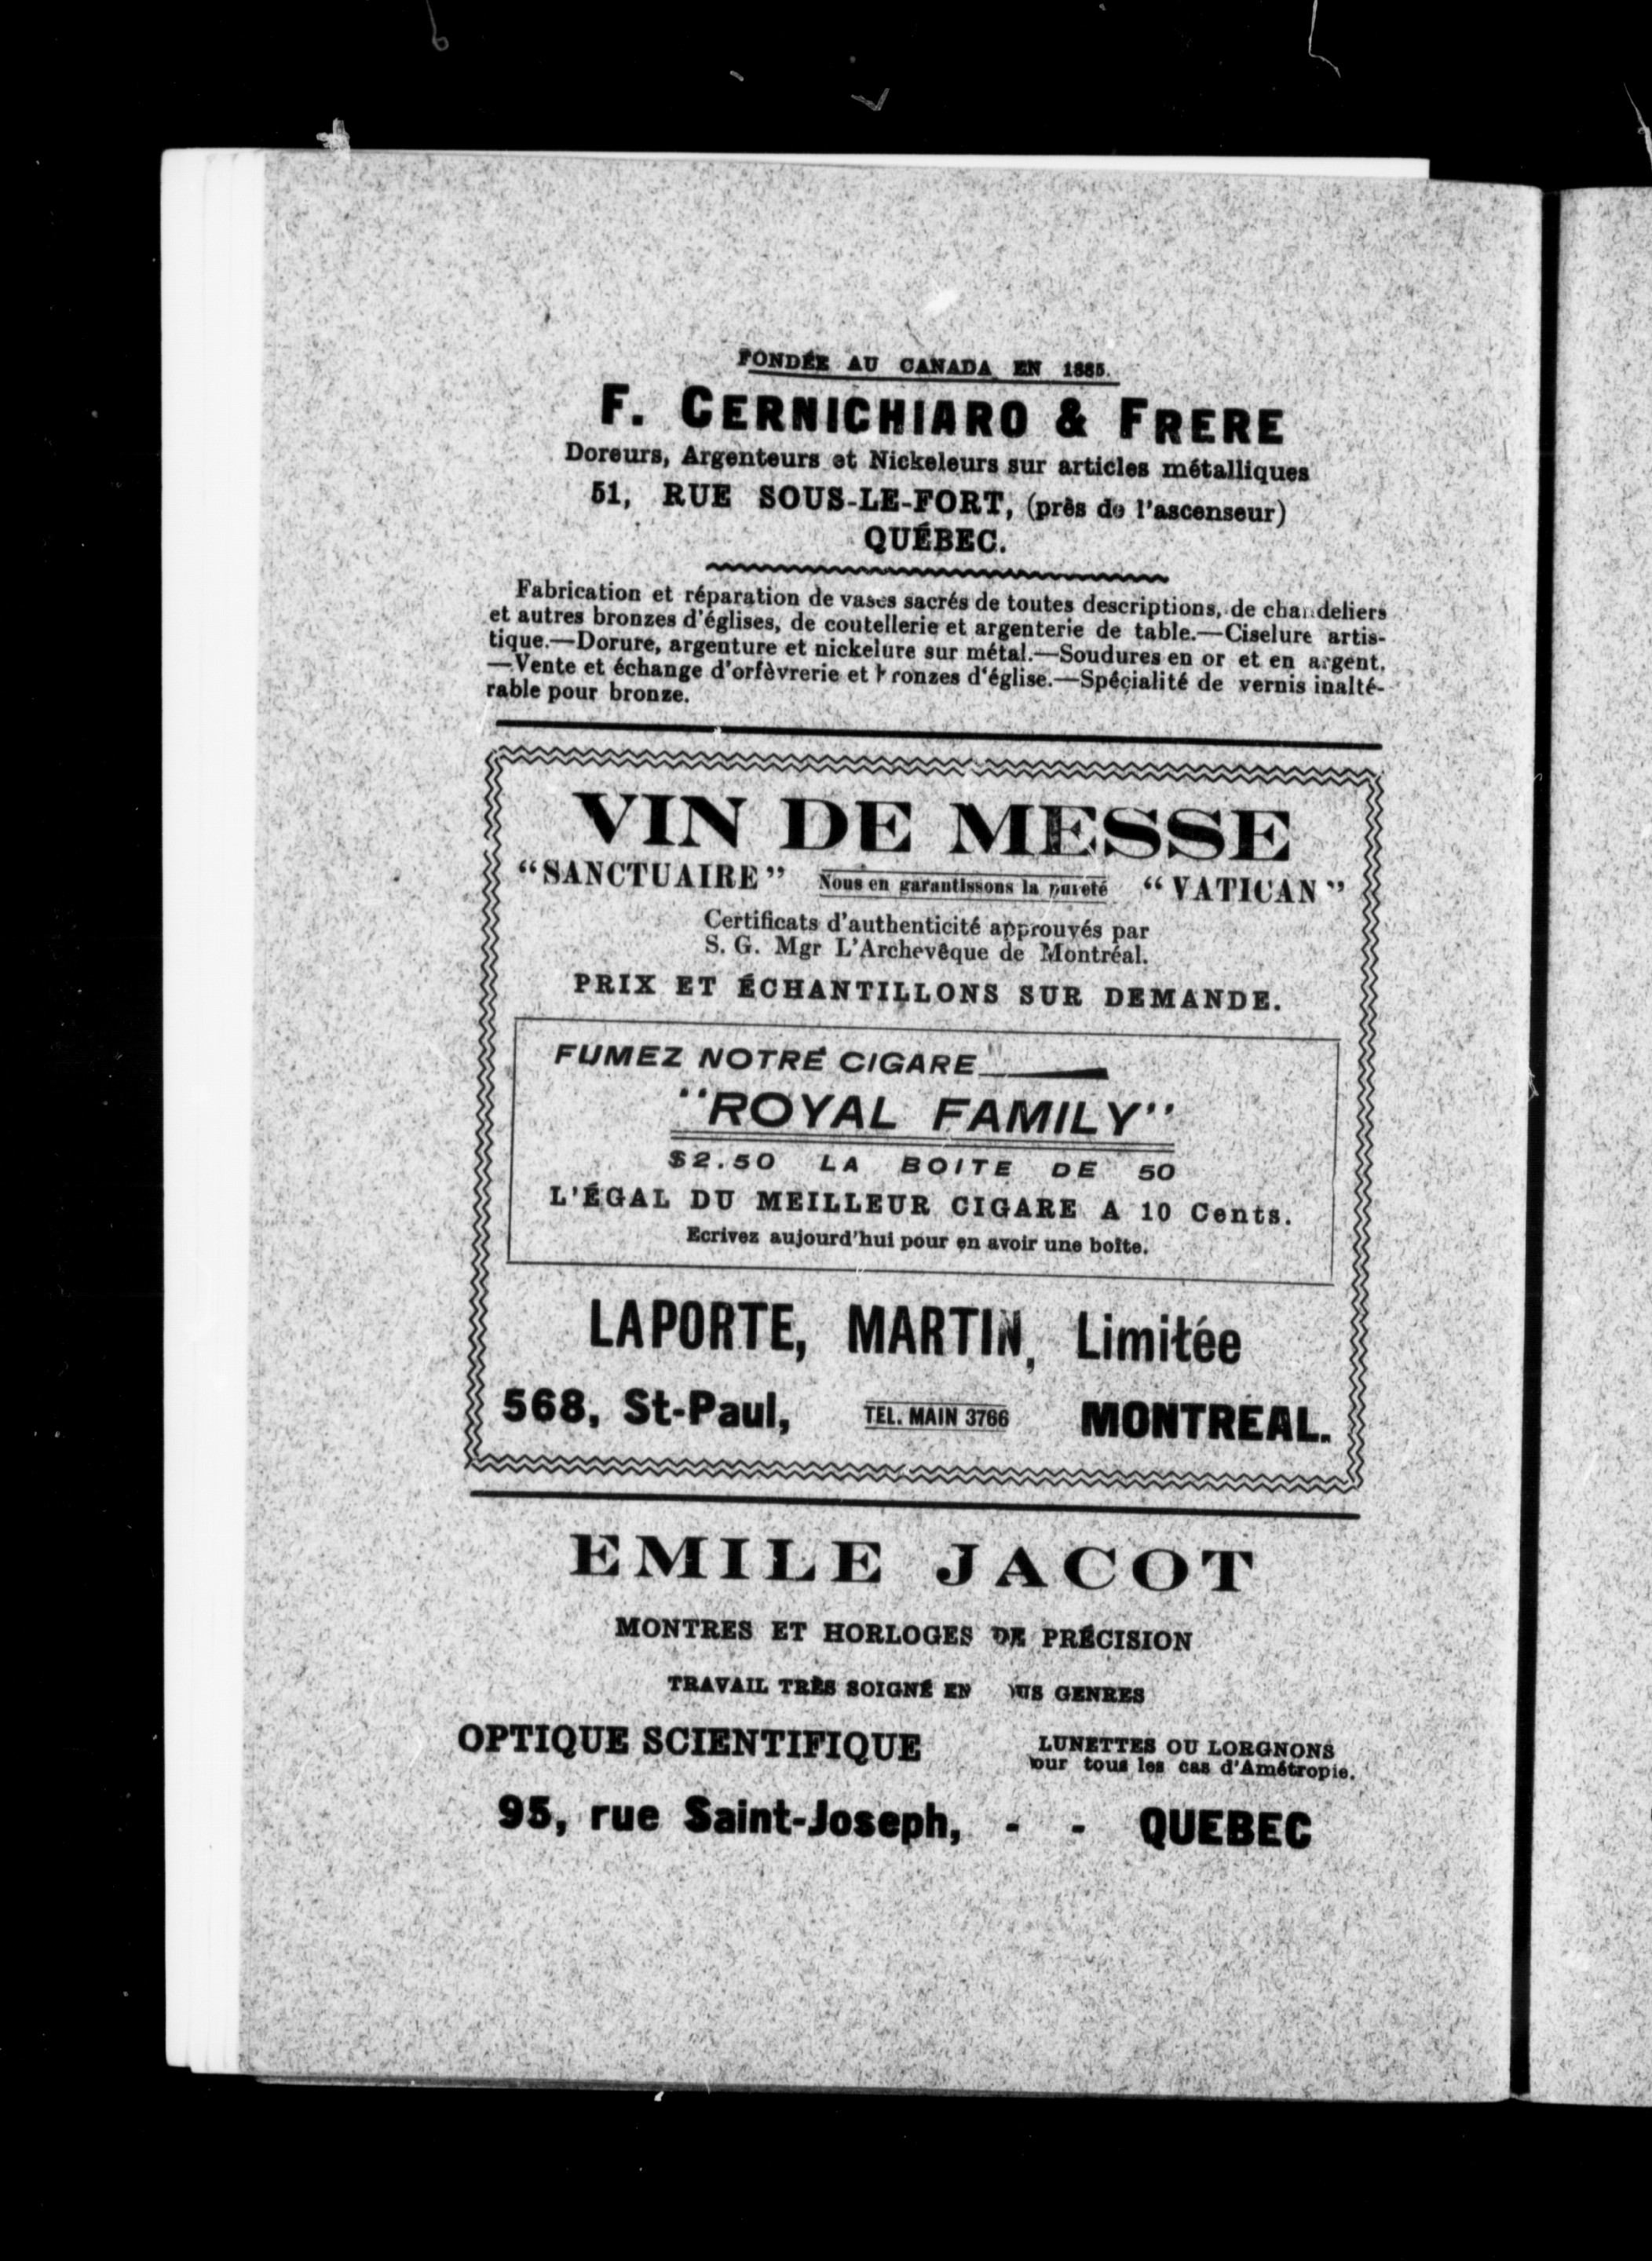 FONDÉE AU CANADA EN 1885.
F. CERNICHIARO & FRERE
Doreurs, Argenteurs et Nickeleurs sur articles métalliques
51, RUE SOUS-LE-FORT, (près de l'ascenseur)
QUÉBEC.
Fabrication et réparation de vases sacrés de toutes descriptions, de chandeliers
et autres bronzes d'églises, de coutellerie et argenterie de table.—Ciselure artis-
tique.—Dorure, argenture et nickelure sur métal.—Soudures en or et en argent.
—Vente et échange d'orfèvrerie et bronzes d'église.—Spécialité de vernis inalté-
rable pour bronze.
VIN DE MESSE
"SANCTUAIRE" Nous en garantissons la pureté "VATICAN"
Certificats d'authenticité approuvés par
S. G. Mgr L'Archevêque de Montréal.
PRIX ET ÉCHANTILLONS SUR DEMANDE.
FUMEZ NOTRE CIGARE
"ROYAL FAMILY"
$2.50 LA BOITE DE 50
L'ÉGAL DU MEILLEUR CIGARE A 10 Cents.
Ecrivez aujourd'hui pour en avoir une boîte.
LAPORTE, MARTIN, Limitée
568, St-Paul, TEL. MAIN 3766 MONTREAL.
EMILE JACOT
MONTRES ET HORLOGES DE PRÉCISION
TRAVAIL TRÈS SOIGNÉ EN GENRES
OPTIQUE SCIENTIFIQUE LUNETTES OU LORGNONS
pour tous les cas d'Amétropie.
95, rue Saint-Joseph, - - QUEBEC